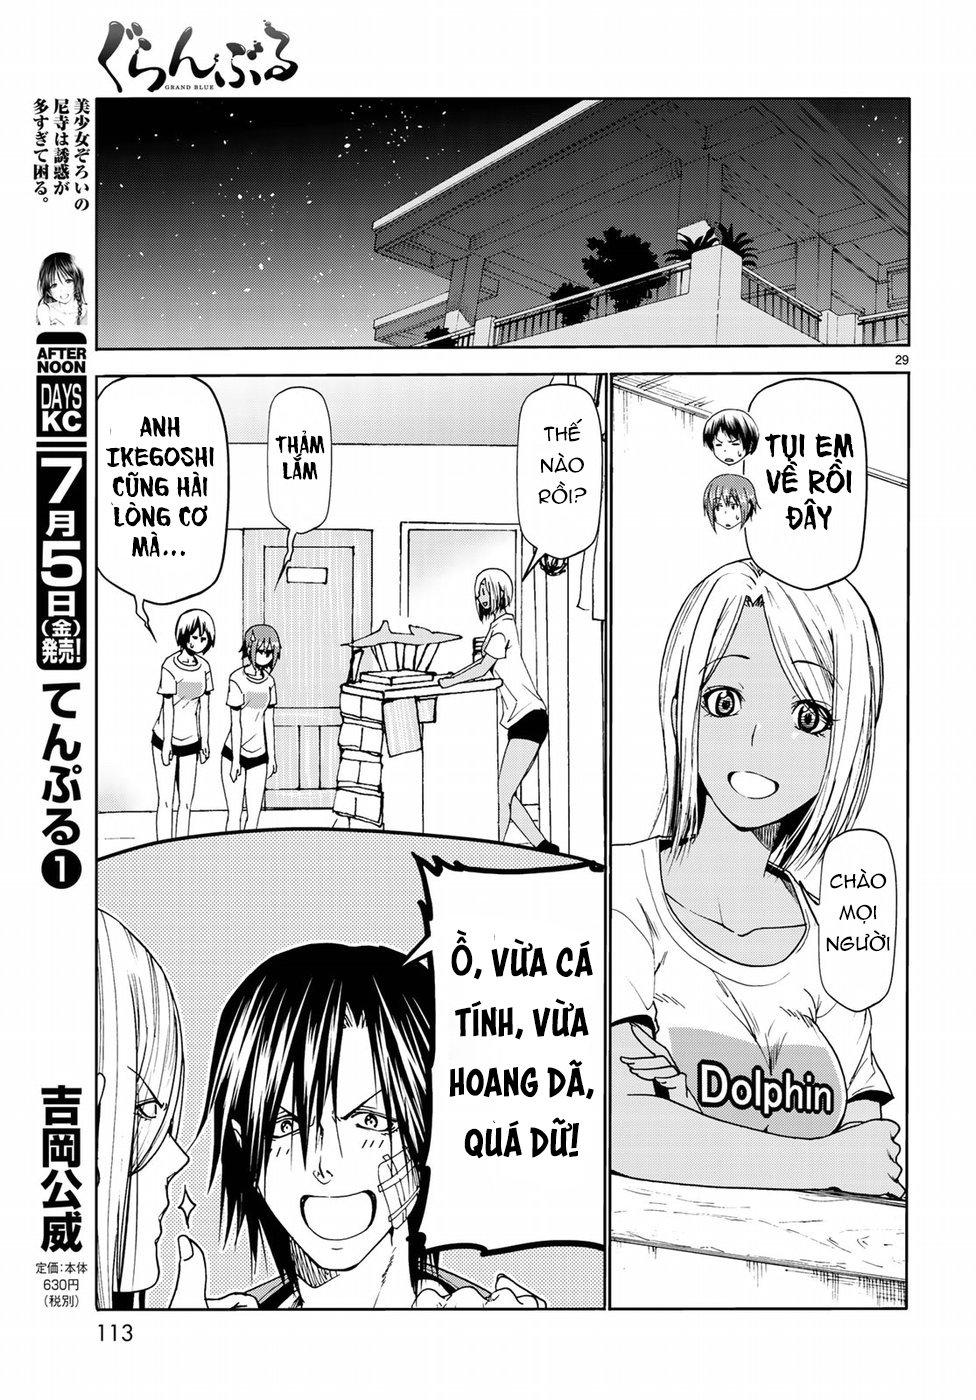 ぐらんぶる
GRAND BLUE
美少女ぞろいの
尼寺は誘惑が
多すぎて困る。
AFTER
NOON
DAYS
KC
7月5日(金)発売!
てんぷる1
吉岡公威
定価:本体
630円
(税別)
29
TỤI EM
VỀ RỒI
ĐÂY
CHÀO
MỌI
NGƯỜI
Dolphin
THẾ
NÀO
RỒI?
THẢM
LẮM
ANH
IKEGOSHI
CŨNG HÀI
LÒNG CƠ
MÀ...
Ồ, VỪA CÁ
TÍNH, VỪA
HOANG DÃ,
QUÁ DỮ!
113